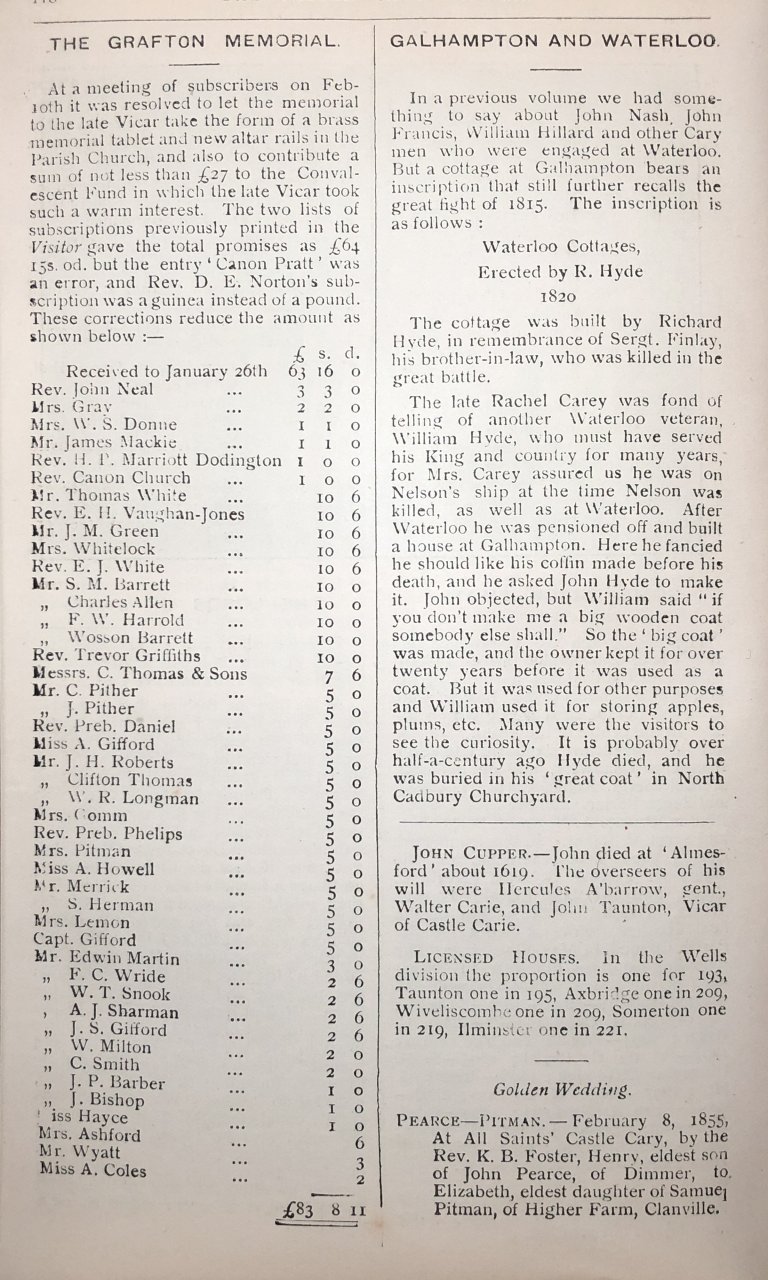 THE GRAFTON MEMORIAL.
At a meeting of subscribers on Feb-
10th it was resolved to let the memorial
to the late Vicar take the form of a brass
memorial tablet and new altar rails in the
Parish Church, and also to contribute a
sum of not less than £27 to the Conval-
escent Fund in which the late Vicar took
such a warm interest. The two lists of
subscriptions previously printed in the
Visitor gave the total promises as £64
15s. od. but the entry ‘ Canon Pratt ’ was
an error, and Rev. D. E. Norton's sub-
scription was a guinea instead of a pound.
These corrections reduce the amount as
shown below :—
£ s. d.
Received to January 26th 63 16 0
Rev. John Neal ... 3 3 0
Mrs. Gray ... 2 2 0
Mrs. W. S. Donne ... 1 1 0
Mr. James Mackie ... 1 1 0
Rev. H. P. Marriott Dodington 1 0 0
Rev. Canon Church ... 1 0 0
Mr. Thomas White ... 10 6
Rev. E. H. Vaughan-Jones 10 6
Mr. J. M. Green ... 10 6
Mrs. Whitelock ... 10 6
Rev. E. J. White ... 10 6
Mr. S. M. Barrett ... 10 0
„ Charles Allen ... 10 0
„ F. W. Harrold ... 10 0
„ Wosson Barrett ... 10 0
Rev. Trevor Griffiths ... 10 0
Messrs. C. Thomas & Sons 7 6
Mr. C. Pither ... 5 0
„ J. Pither ... 5 0
Rev. Preb. Daniel ... 5 0
Miss A. Gifford ... 5 0
Mr. J. H. Roberts ... 5 0
„ Clifton Thomas ... 5 0
„ W. R. Longman ... 5 0
Mrs. Comm ... 5 0
Rev. Preb. Phelips ... 5 0
Mrs. Pitman ... 5 0
Miss A. Howell ... 5 0
Mr. Merrick ... 5 0
„ S. Herman ... 5 0
Mrs. Lemon ... 5 0
Capt. Gifford ... 5 0
Mr. Edwin Martin ... 3 0
„ F. C. Wride ... 2 6
„ W. T. Snook ... 2 6
, A. J. Sharman ... 2 6
„ J. S. Gifford ... 2 6
„ W. Milton ... 2 0
„ C. Smith ... 2 0
„ J. P. Barber ... 1 0
„ J. Bishop ... 1 0
iss Hayce ... 1 0
Mrs. Ashford ... 6
Mr. Wyatt ... 3
Miss A. Coles ... 2
£83 8 11
GALHAMPTON AND WATERLOO.
In a previous volume we had some-
thing to say about John Nash, John
Francis, William Hillard and other Cary
men who were engaged at Waterloo.
But a cottage at Galhampton bears an
inscription that still further recalls the
great fight of 1815. The inscription is
as follows :
Waterloo Cottages,
Erected by R. Hyde
1820
The cottage was built by Richard
Hyde, in remembrance of Sergt. Finlay,
his brother-in-law, who was killed in the
great battle.
The late Rachel Carey was fond of
telling of another Waterloo veteran,
William Hyde, who must have served
his King and country for many years,
for Mrs. Carey assured us he was on
Nelson's ship at the time Nelson was
killed, as well as at Waterloo. After
Waterloo he was pensioned off and built
a house at Galhampton. Here he fancied
he should like his coffin made before his
death, and he asked John Hyde to make
it. John objected, but William said “ if
you don't make me a big wooden coat
somebody else shall.” So the ‘ big coat ’
was made, and the owner kept it for over
twenty years before it was used as a
coat. But it was used for other purposes
and William used it for storing apples,
plums, etc. Many were the visitors to
see the curiosity. It is probably over
half-a-century ago Hyde died, and he
was buried in his ‘ great coat ’ in North
Cadbury Churchyard.
JOHN CUPPER.—John died at ‘ Almes-
ford ’ about 1619. The overseers of his
will were Hercules A'barrow, gent.,
Walter Carie, and John Taunton, Vicar
of Castle Carie.
LICENSED HOUSES. In the Wells
division the proportion is one for 193,
Taunton one in 195, Axbridge one in 209,
Wiveliscombe one in 209, Somerton one
in 219, Ilminster one in 221.
Golden Wedding.
PEARCE—PITMAN.—February 8, 1855,
At All Saints' Castle Cary, by the
Rev. K. B. Foster, Henry, eldest son
of John Pearce, of Dimmer, to
Elizabeth, eldest daughter of Samuel
Pitman, of Higher Farm, Clanville.